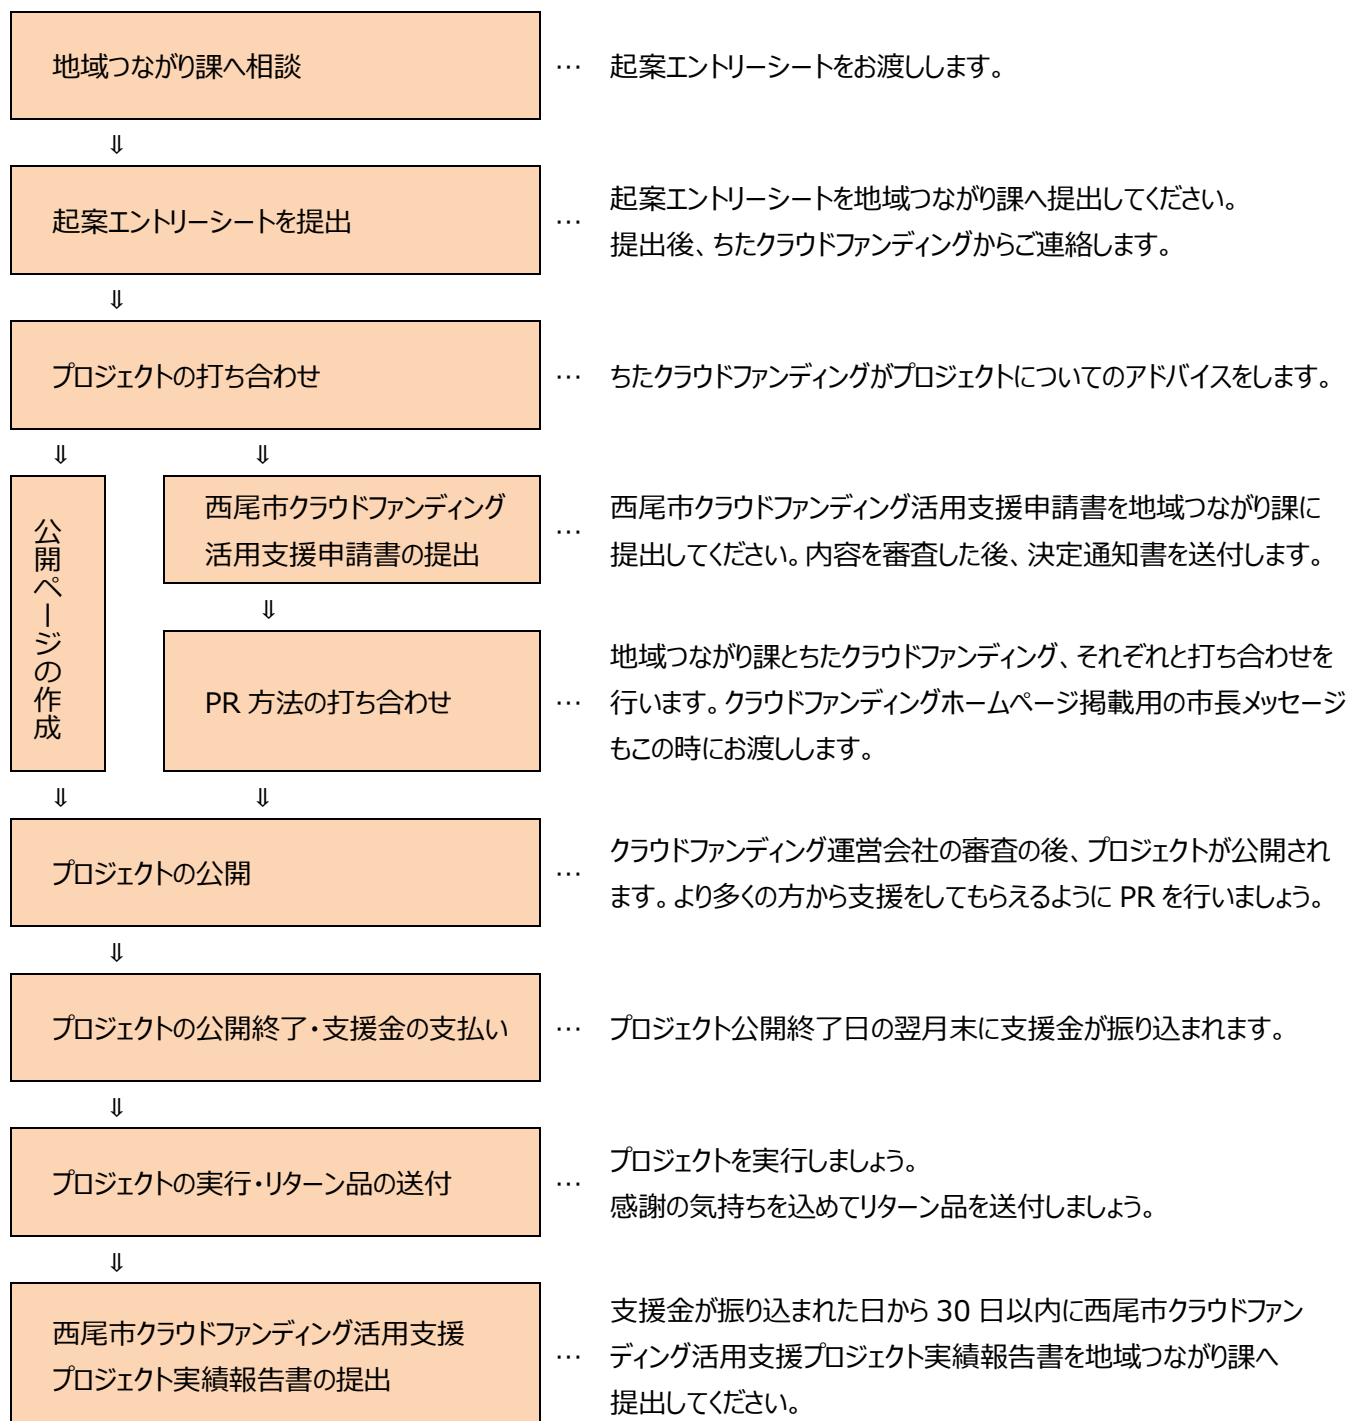 地域つながり課へ相談
… 起案エントリーシートをお渡しします。
⇓
起案エントリーシートを提出
… 起案エントリーシートを地域つながり課へ提出してください。
提出後、ちたクラウドファンディングからご連絡します。
⇓
プロジェクトの打ち合わせ
… ちたクラウドファンディングがプロジェクトについてのアドバイスをします。
⇓ ⇓
公開ページの作成
西尾市クラウドファンディング
活用支援申請書の提出
… 西尾市クラウドファンディング活用支援申請書を地域つながり課に
提出してください。内容を審査した後、決定通知書を送付します。
⇓
PR 方法の打ち合わせ
地域つながり課とちたクラウドファンディング、それぞれと打ち合わせを
… 行います。クラウドファンディングホームページ掲載用の市長メッセージ
もこの時にお渡しします。
⇓ ⇓
プロジェクトの公開
… クラウドファンディング運営会社の審査の後、プロジェクトが公開され
ます。より多くの方から支援をしてもらえるように PR を行いましょう。
⇓
プロジェクトの公開終了・支援金の支払い
… プロジェクト公開終了日の翌月末に支援金が振り込まれます。
⇓
プロジェクトの実行・リターン品の送付
… プロジェクトを実行しましょう。
感謝の気持ちを込めてリターン品を送付しましょう。
⇓
西尾市クラウドファンディング活用支援
プロジェクト実績報告書の提出
支援金が振り込まれた日から 30 日以内に西尾市クラウドファン
… ディング活用支援プロジェクト実績報告書を地域つながり課へ
提出してください。